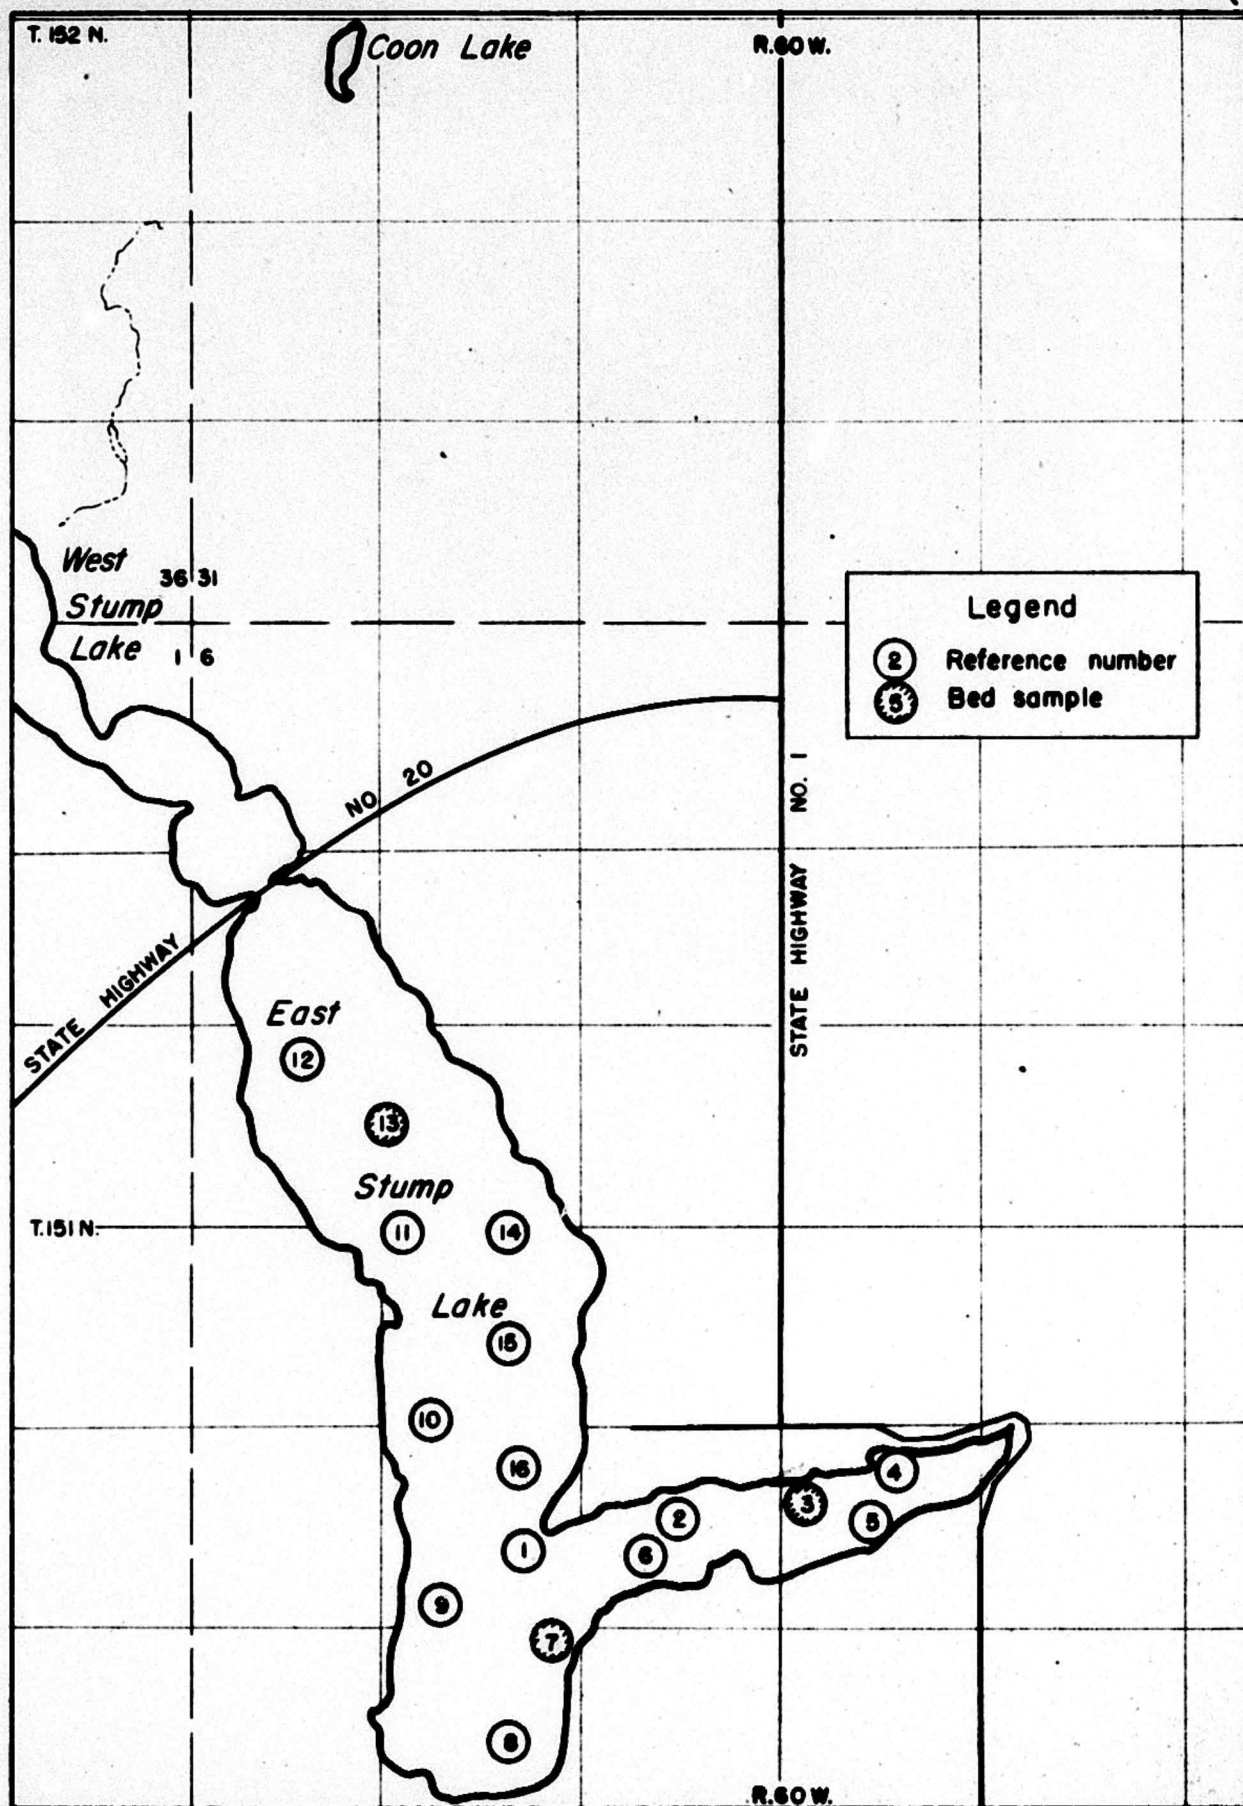 T. 152 N.
Coon Lake
R.60W.
West
36 31
Stump
Lake 1 6
Legend
2 Reference number
5 Bed sample
NO. 20
STATE HIGHWAY
STATE HIGHWAY NO. 1
East
12
13
Stump
T.151 N.
11
14
Lake
15
10
16
4
3
2
5
1
6
9
7
8
R.60W.